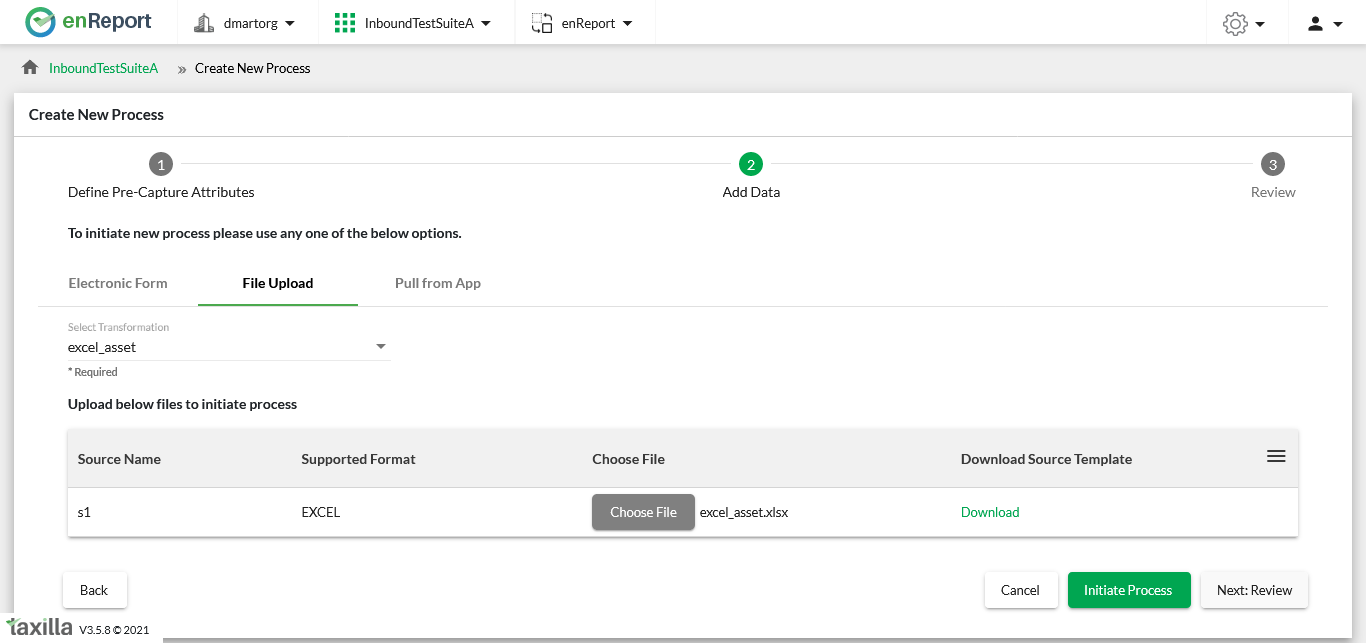 enReport dmartorg InboundTestSuiteA enReport
InboundTestSuiteA » Create New Process
Create New Process
1 2 3
Define Pre-Capture Attributes Add Data Review
To initiate new process please use any one of the below options.
Electronic Form File Upload Pull from App
Select Transformation
excel_asset
* Required
Upload below files to initiate process
Source Name Supported Format Choose File Download Source Template
s1 EXCEL Choose File excel_asset.xlsx Download
Back Cancel Initiate Process Next: Review
taxilla V3.5.8 © 2021